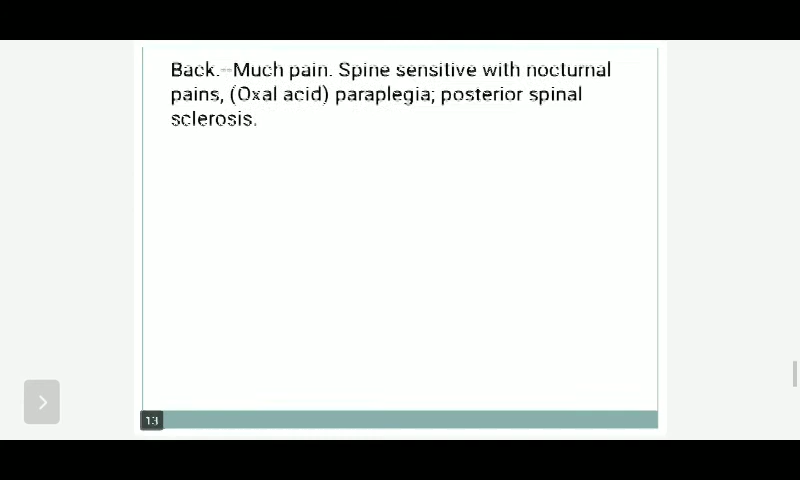 Back.--Much pain. Spine sensitive with nocturnal
pains, (Oxal acid) paraplegia; posterior spinal
sclerosis.
13